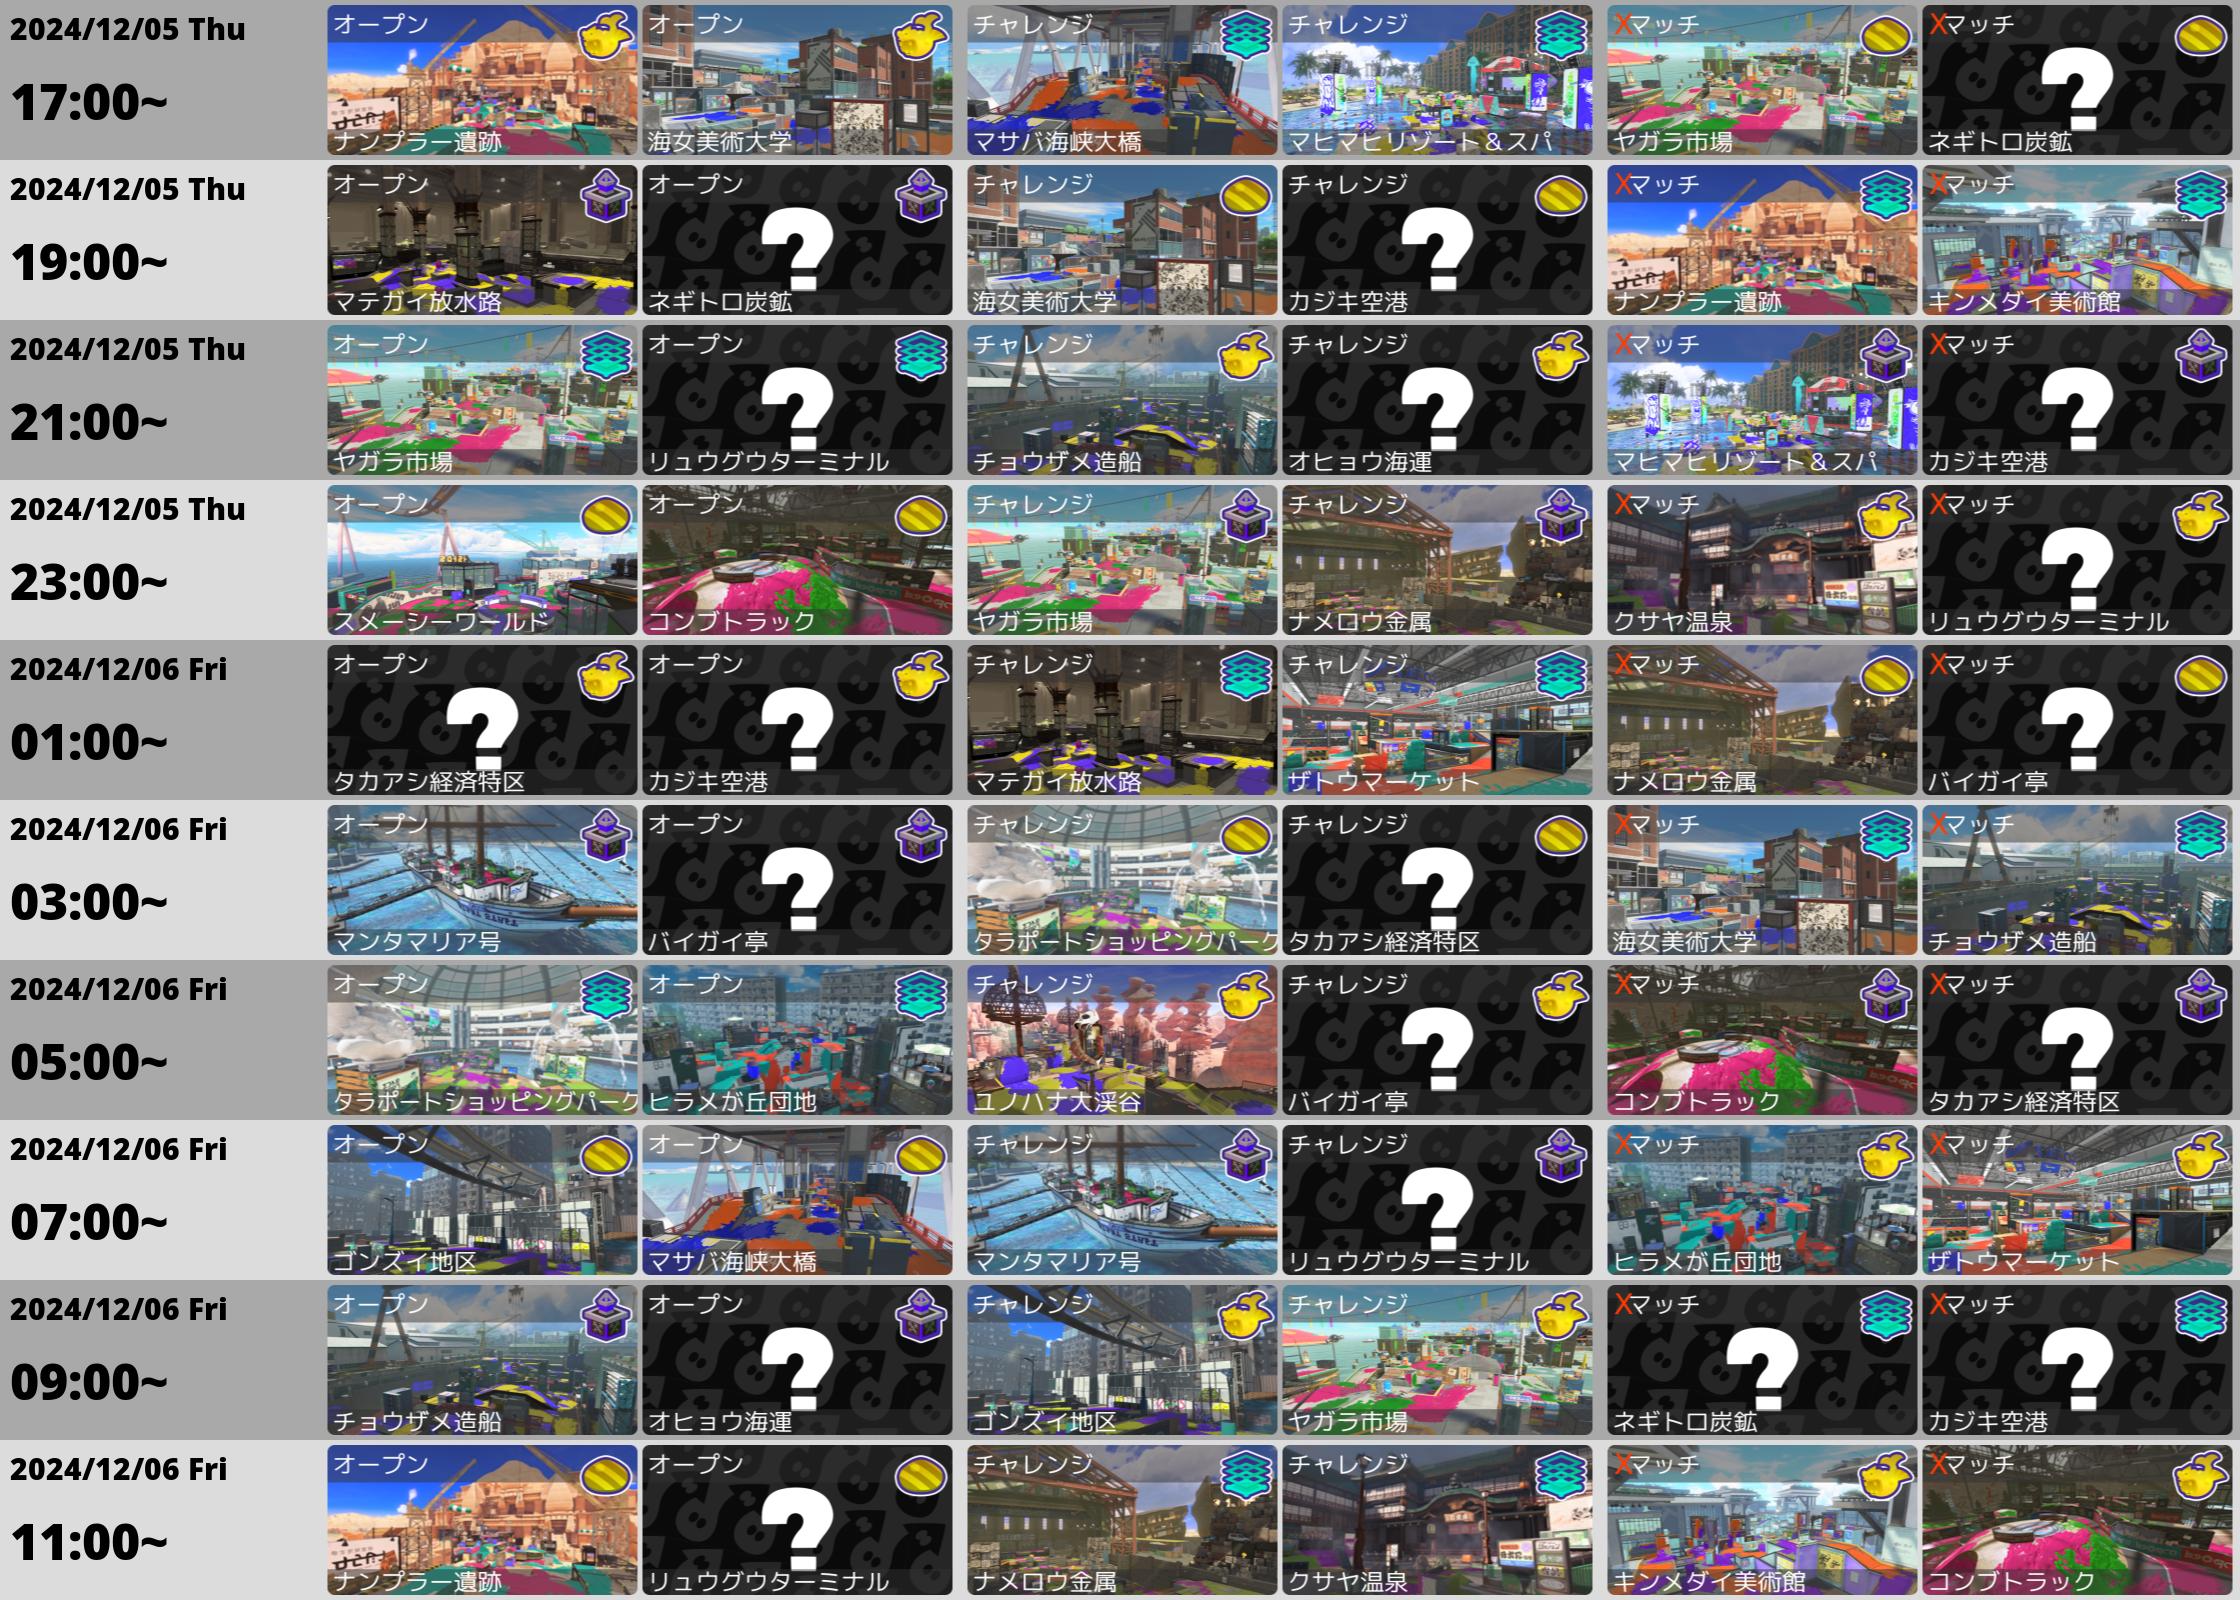 2024/12/05 Thu
17:00~
オープン
ナンプラー遺跡
オープン
海女美術大学
チャレンジ
マサバ海峡大橋
チャレンジ
マヒマヒリゾート＆スパ
Xマッチ
ヤガラ市場
Xマッチ
ネギトロ炭鉱
2024/12/05 Thu
19:00~
オープン
マテガイ放水路
オープン
ネギトロ炭鉱
チャレンジ
海女美術大学
チャレンジ
カジキ空港
Xマッチ
ナンプラー遺跡
Xマッチ
キンメダイ美術館
2024/12/05 Thu
21:00~
オープン
ヤガラ市場
オープン
リュウグウターミナル
チャレンジ
チョウザメ造船
チャレンジ
オヒョウ海運
Xマッチ
マヒマヒリゾート＆スパ
Xマッチ
カジキ空港
2024/12/05 Thu
23:00~
オープン
スメーシーワールド
オープン
コンブトラック
チャレンジ
ヤガラ市場
チャレンジ
ナメロウ金属
Xマッチ
クサヤ温泉
Xマッチ
リュウグウターミナル
2024/12/06 Fri
01:00~
オープン
タカアシ経済特区
オープン
カジキ空港
チャレンジ
マテガイ放水路
チャレンジ
ザトウマーケット
Xマッチ
ナメロウ金属
Xマッチ
バイガイ亭
2024/12/06 Fri
03:00~
オープン
マンタマリア号
オープン
バイガイ亭
チャレンジ
タラポートショッピングパーク
チャレンジ
タカアシ経済特区
Xマッチ
海女美術大学
Xマッチ
チョウザメ造船
2024/12/06 Fri
05:00~
オープン
タラポートショッピングパーク
オープン
ヒラメが丘団地
チャレンジ
ユノハナ大渓谷
チャレンジ
バイガイ亭
Xマッチ
コンブトラック
Xマッチ
タカアシ経済特区
2024/12/06 Fri
07:00~
オープン
ゴンズイ地区
オープン
マサバ海峡大橋
チャレンジ
マンタマリア号
チャレンジ
リュウグウターミナル
Xマッチ
ヒラメが丘団地
Xマッチ
ザトウマーケット
2024/12/06 Fri
09:00~
オープン
チョウザメ造船
オープン
オヒョウ海運
チャレンジ
ゴンズイ地区
チャレンジ
ヤガラ市場
Xマッチ
ネギトロ炭鉱
Xマッチ
カジキ空港
2024/12/06 Fri
11:00~
オープン
ナンプラー遺跡
オープン
リュウグウターミナル
チャレンジ
ナメロウ金属
チャレンジ
クサヤ温泉
Xマッチ
キンメダイ美術館
Xマッチ
コンブトラック